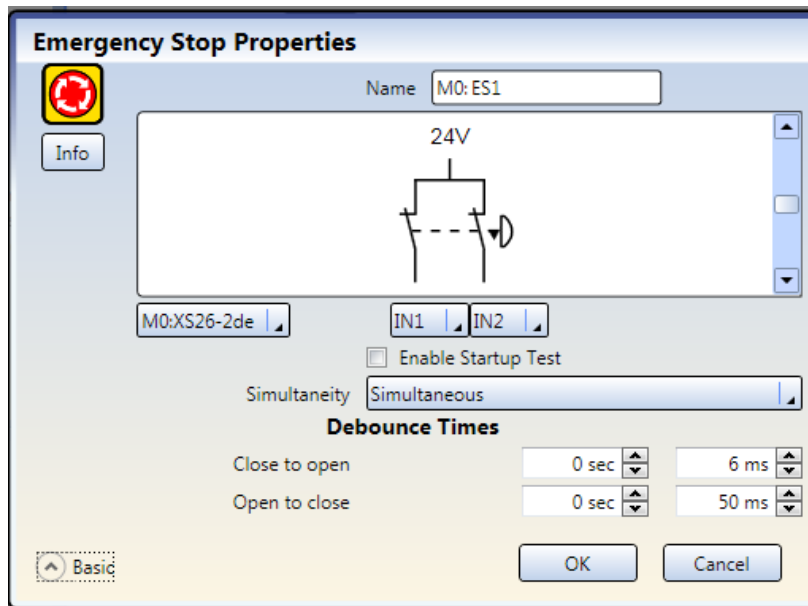 Emergency Stop Properties
Name M0: ES1
Info
24V
M0:XS26-2de IN1 IN2
Enable Startup Test
Simultaneity Simultaneous
Debounce Times
Close to open 0 sec 6 ms
Open to close 0 sec 50 ms
Basic OK Cancel